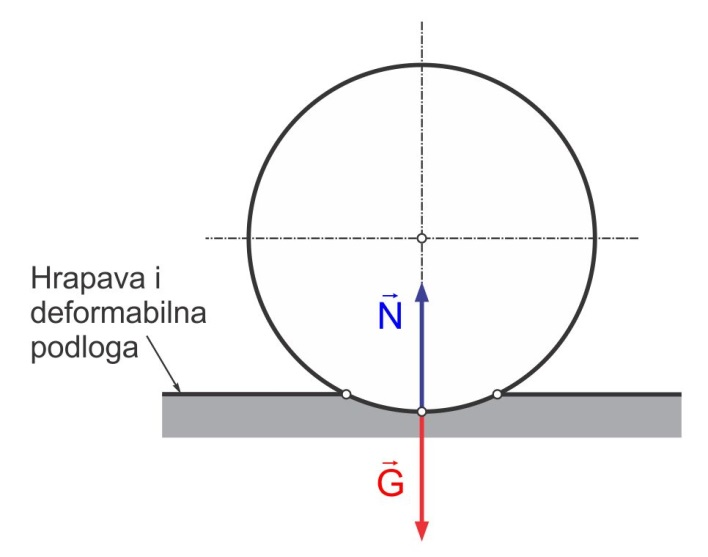 Hrapava i
deformabilna
podloga
N⃗
G⃗